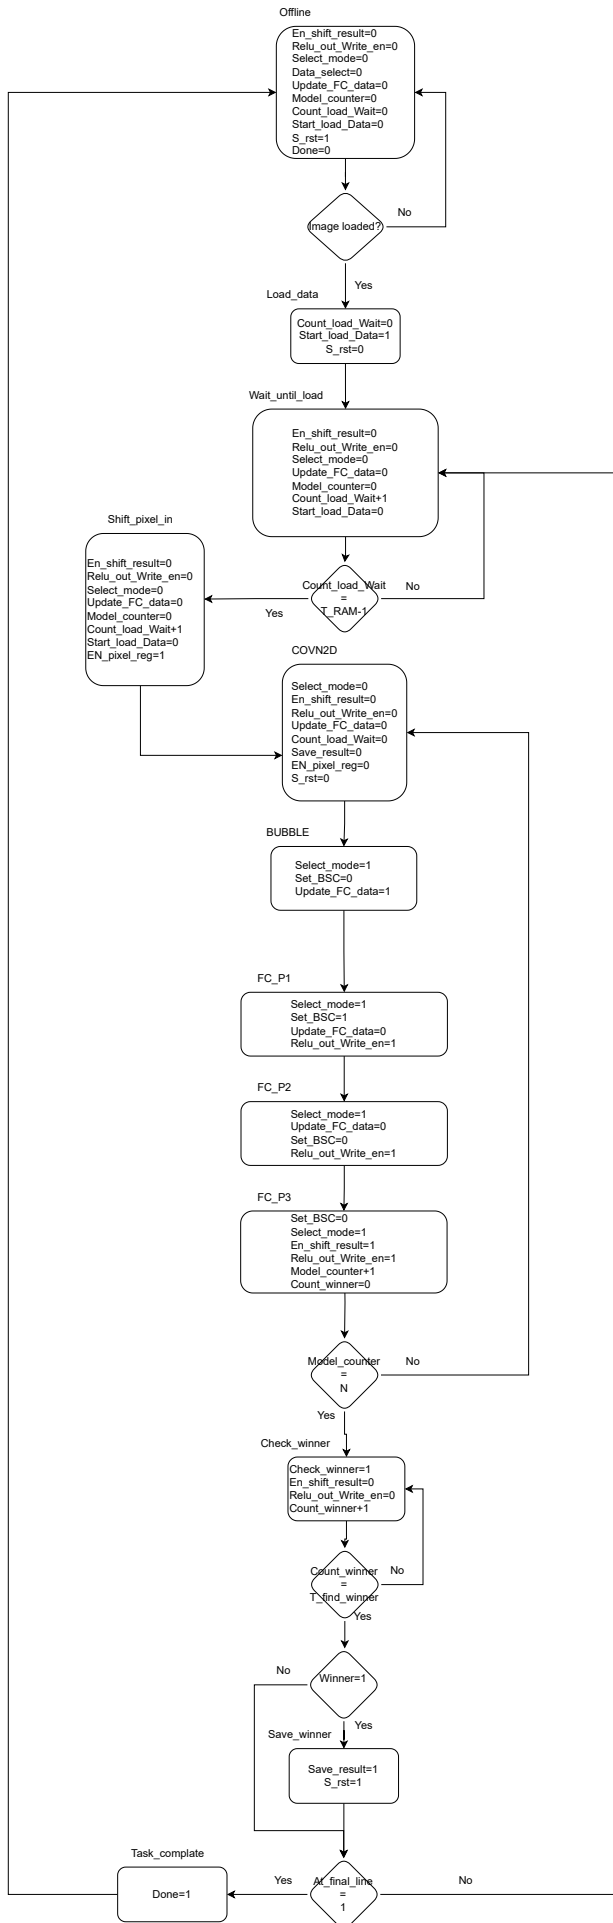 Offline
En_shift_result=0
Relu_out_Write_en=0
Select_mode=0
Data_select=0
Update_FC_data=0
Model_counter=0
Count_load_Wait=0
Start_load_Data=0
S_rst=1
Done=0
Image loaded?
No
Yes
Load_data
Count_load_Wait=0
Start_load_Data=1
S_rst=0
Wait_until_load
En_shift_result=0
Relu_out_Write_en=0
Select_mode=0
Update_FC_data=0
Model_counter=0
Count_load_Wait+1
Start_load_Data=0
Count_load_Wait
=
T_RAM-1
No
Yes
Shift_pixel_in
En_shift_result=0
Relu_out_Write_en=0
Select_mode=0
Update_FC_data=0
Model_counter=0
Count_load_Wait+1
Start_load_Data=0
EN_pixel_reg=1
COVN2D
Select_mode=0
En_shift_result=0
Relu_out_Write_en=0
Update_FC_data=0
Count_load_Wait=0
Save_result=0
EN_pixel_reg=0
S_rst=0
BUBBLE
Select_mode=1
Set_BSC=0
Update_FC_data=1
FC_P1
Select_mode=1
Set_BSC=1
Update_FC_data=0
Relu_out_Write_en=1
FC_P2
Select_mode=1
Update_FC_data=0
Set_BSC=0
Relu_out_Write_en=1
FC_P3
Set_BSC=0
Select_mode=1
En_shift_result=1
Relu_out_Write_en=1
Model_counter+1
Count_winner=0
Model_counter
=
N
No
Yes
Check_winner
Check_winner=1
En_shift_result=0
Relu_out_Write_en=0
Count_winner+1
Count_winner
=
T_find_winner
No
Yes
Winner=1
No
Yes
Save_winner
Save_result=1
S_rst=1
At_final_line
=
1
Yes
No
Task_complate
Done=1